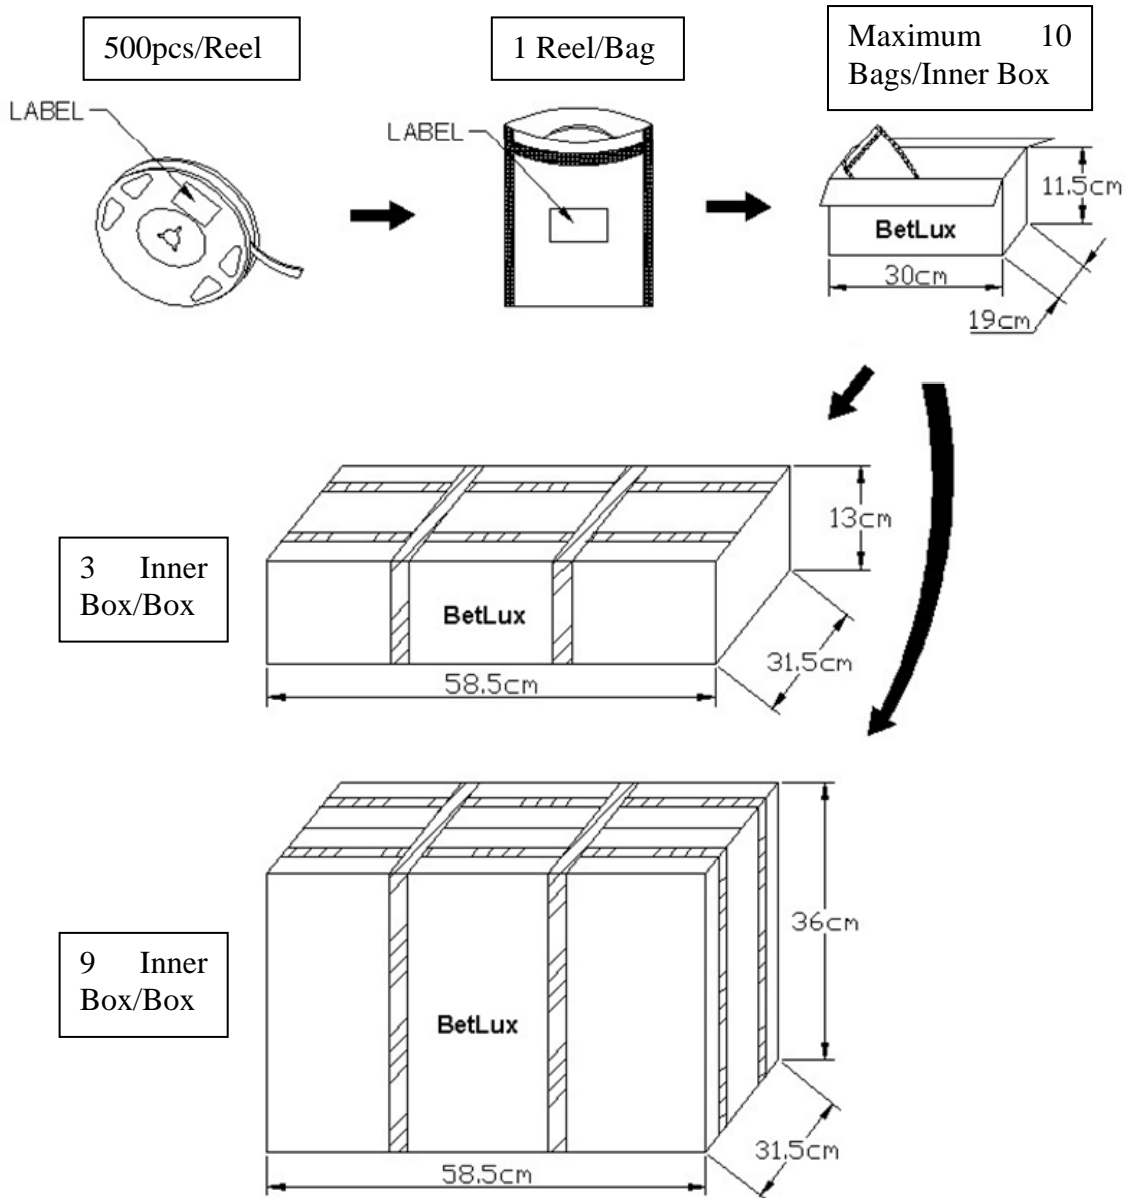 500pcs/Reel
1 Reel/Bag
Maximum 10
Bags/Inner Box
LABEL
LABEL
BetLux
11.5cm
30cm
19cm
3 Inner
Box/Box
BetLux
13cm
31.5cm
58.5cm
9 Inner
Box/Box
BetLux
36cm
31.5cm
58.5cm